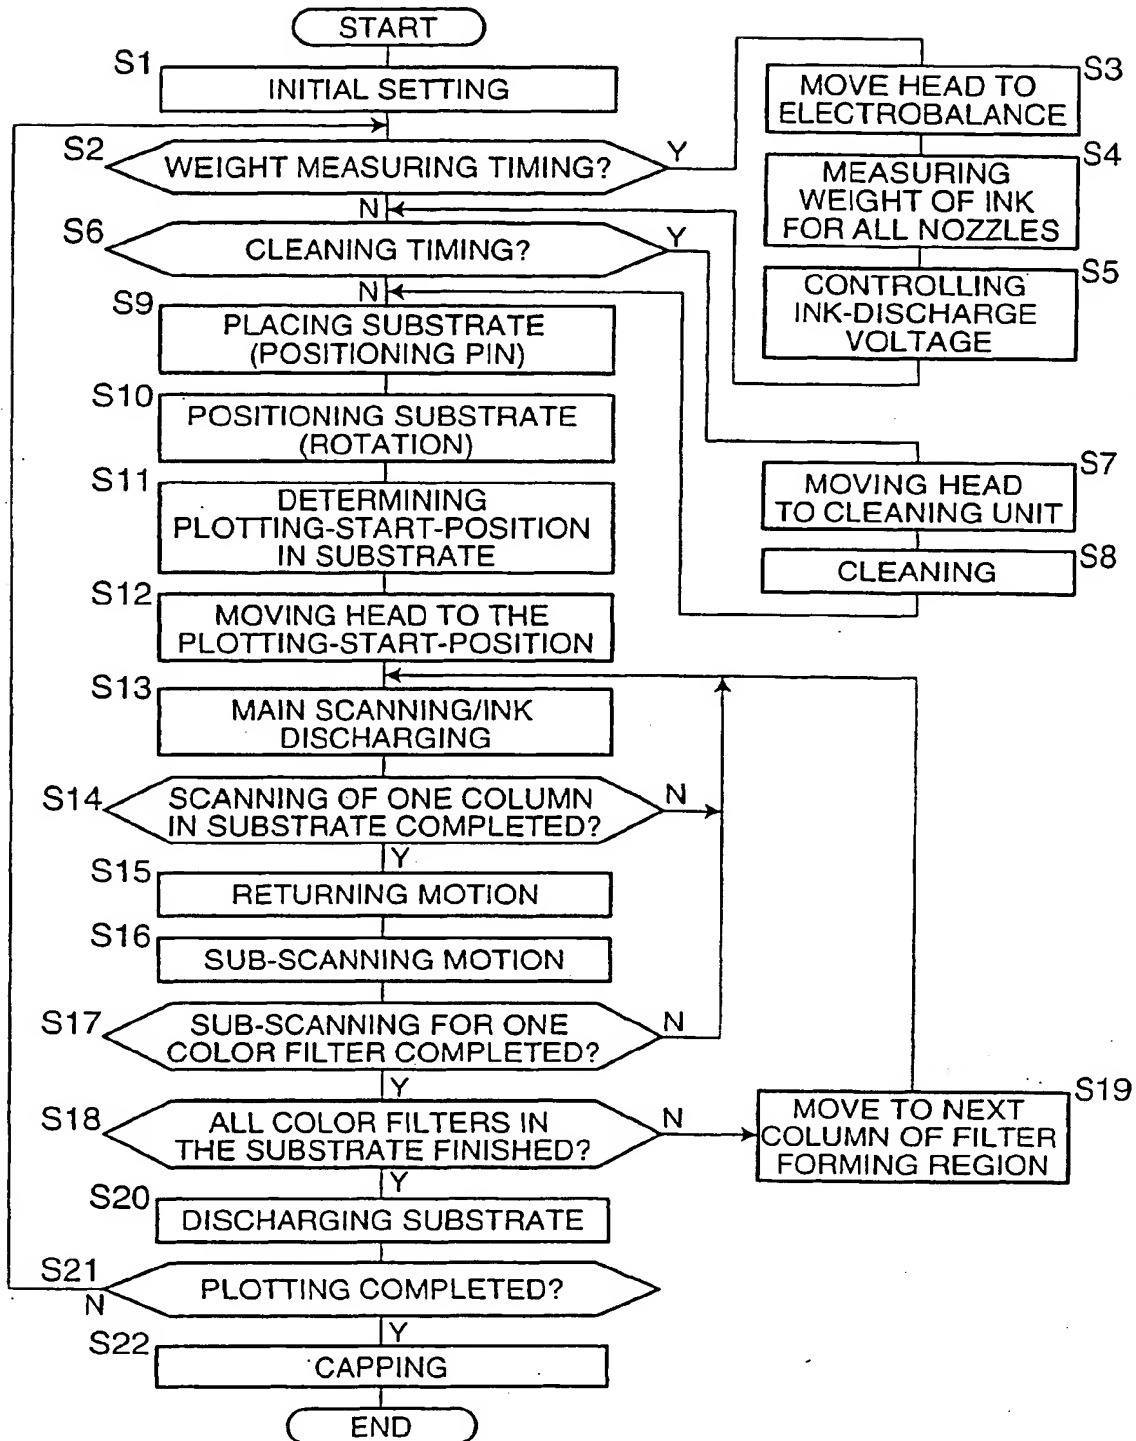 START
S1
INITIAL SETTING
S2
WEIGHT MEASURING TIMING?
Y
N
S3
MOVE HEAD TO
ELECTROBALANCE
S4
MEASURING
WEIGHT OF INK
FOR ALL NOZZLES
S5
CONTROLLING
INK-DISCHARGE
VOLTAGE
S6
CLEANING TIMING?
Y
N
S7
MOVING HEAD
TO CLEANING UNIT
S8
CLEANING
S9
PLACING SUBSTRATE
(POSITIONING PIN)
S10
POSITIONING SUBSTRATE
(ROTATION)
S11
DETERMINING
PLOTTING-START-POSITION
IN SUBSTRATE
S12
MOVING HEAD TO THE
PLOTTING-START-POSITION
S13
MAIN SCANNING/INK
DISCHARGING
S14
SCANNING OF ONE COLUMN
IN SUBSTRATE COMPLETED?
N
Y
S15
RETURNING MOTION
S16
SUB-SCANNING MOTION
S17
SUB-SCANNING FOR ONE
COLOR FILTER COMPLETED?
N
Y
S18
ALL COLOR FILTERS IN
THE SUBSTRATE FINISHED?
N
Y
S19
MOVE TO NEXT
COLUMN OF FILTER
FORMING REGION
S20
DISCHARGING SUBSTRATE
S21
PLOTTING COMPLETED?
N
Y
S22
CAPPING
END